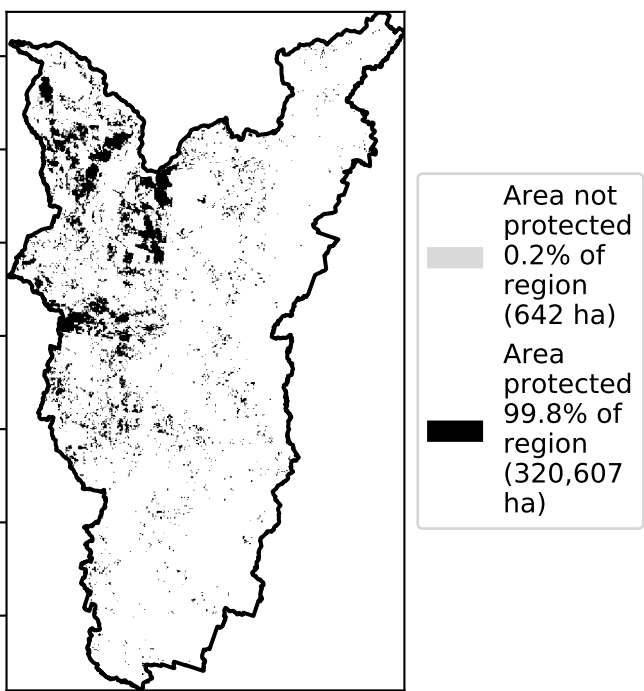 Area not
protected
0.2% of
region
(642 ha)
Area
protected
99.8% of
region
(320,607
ha)